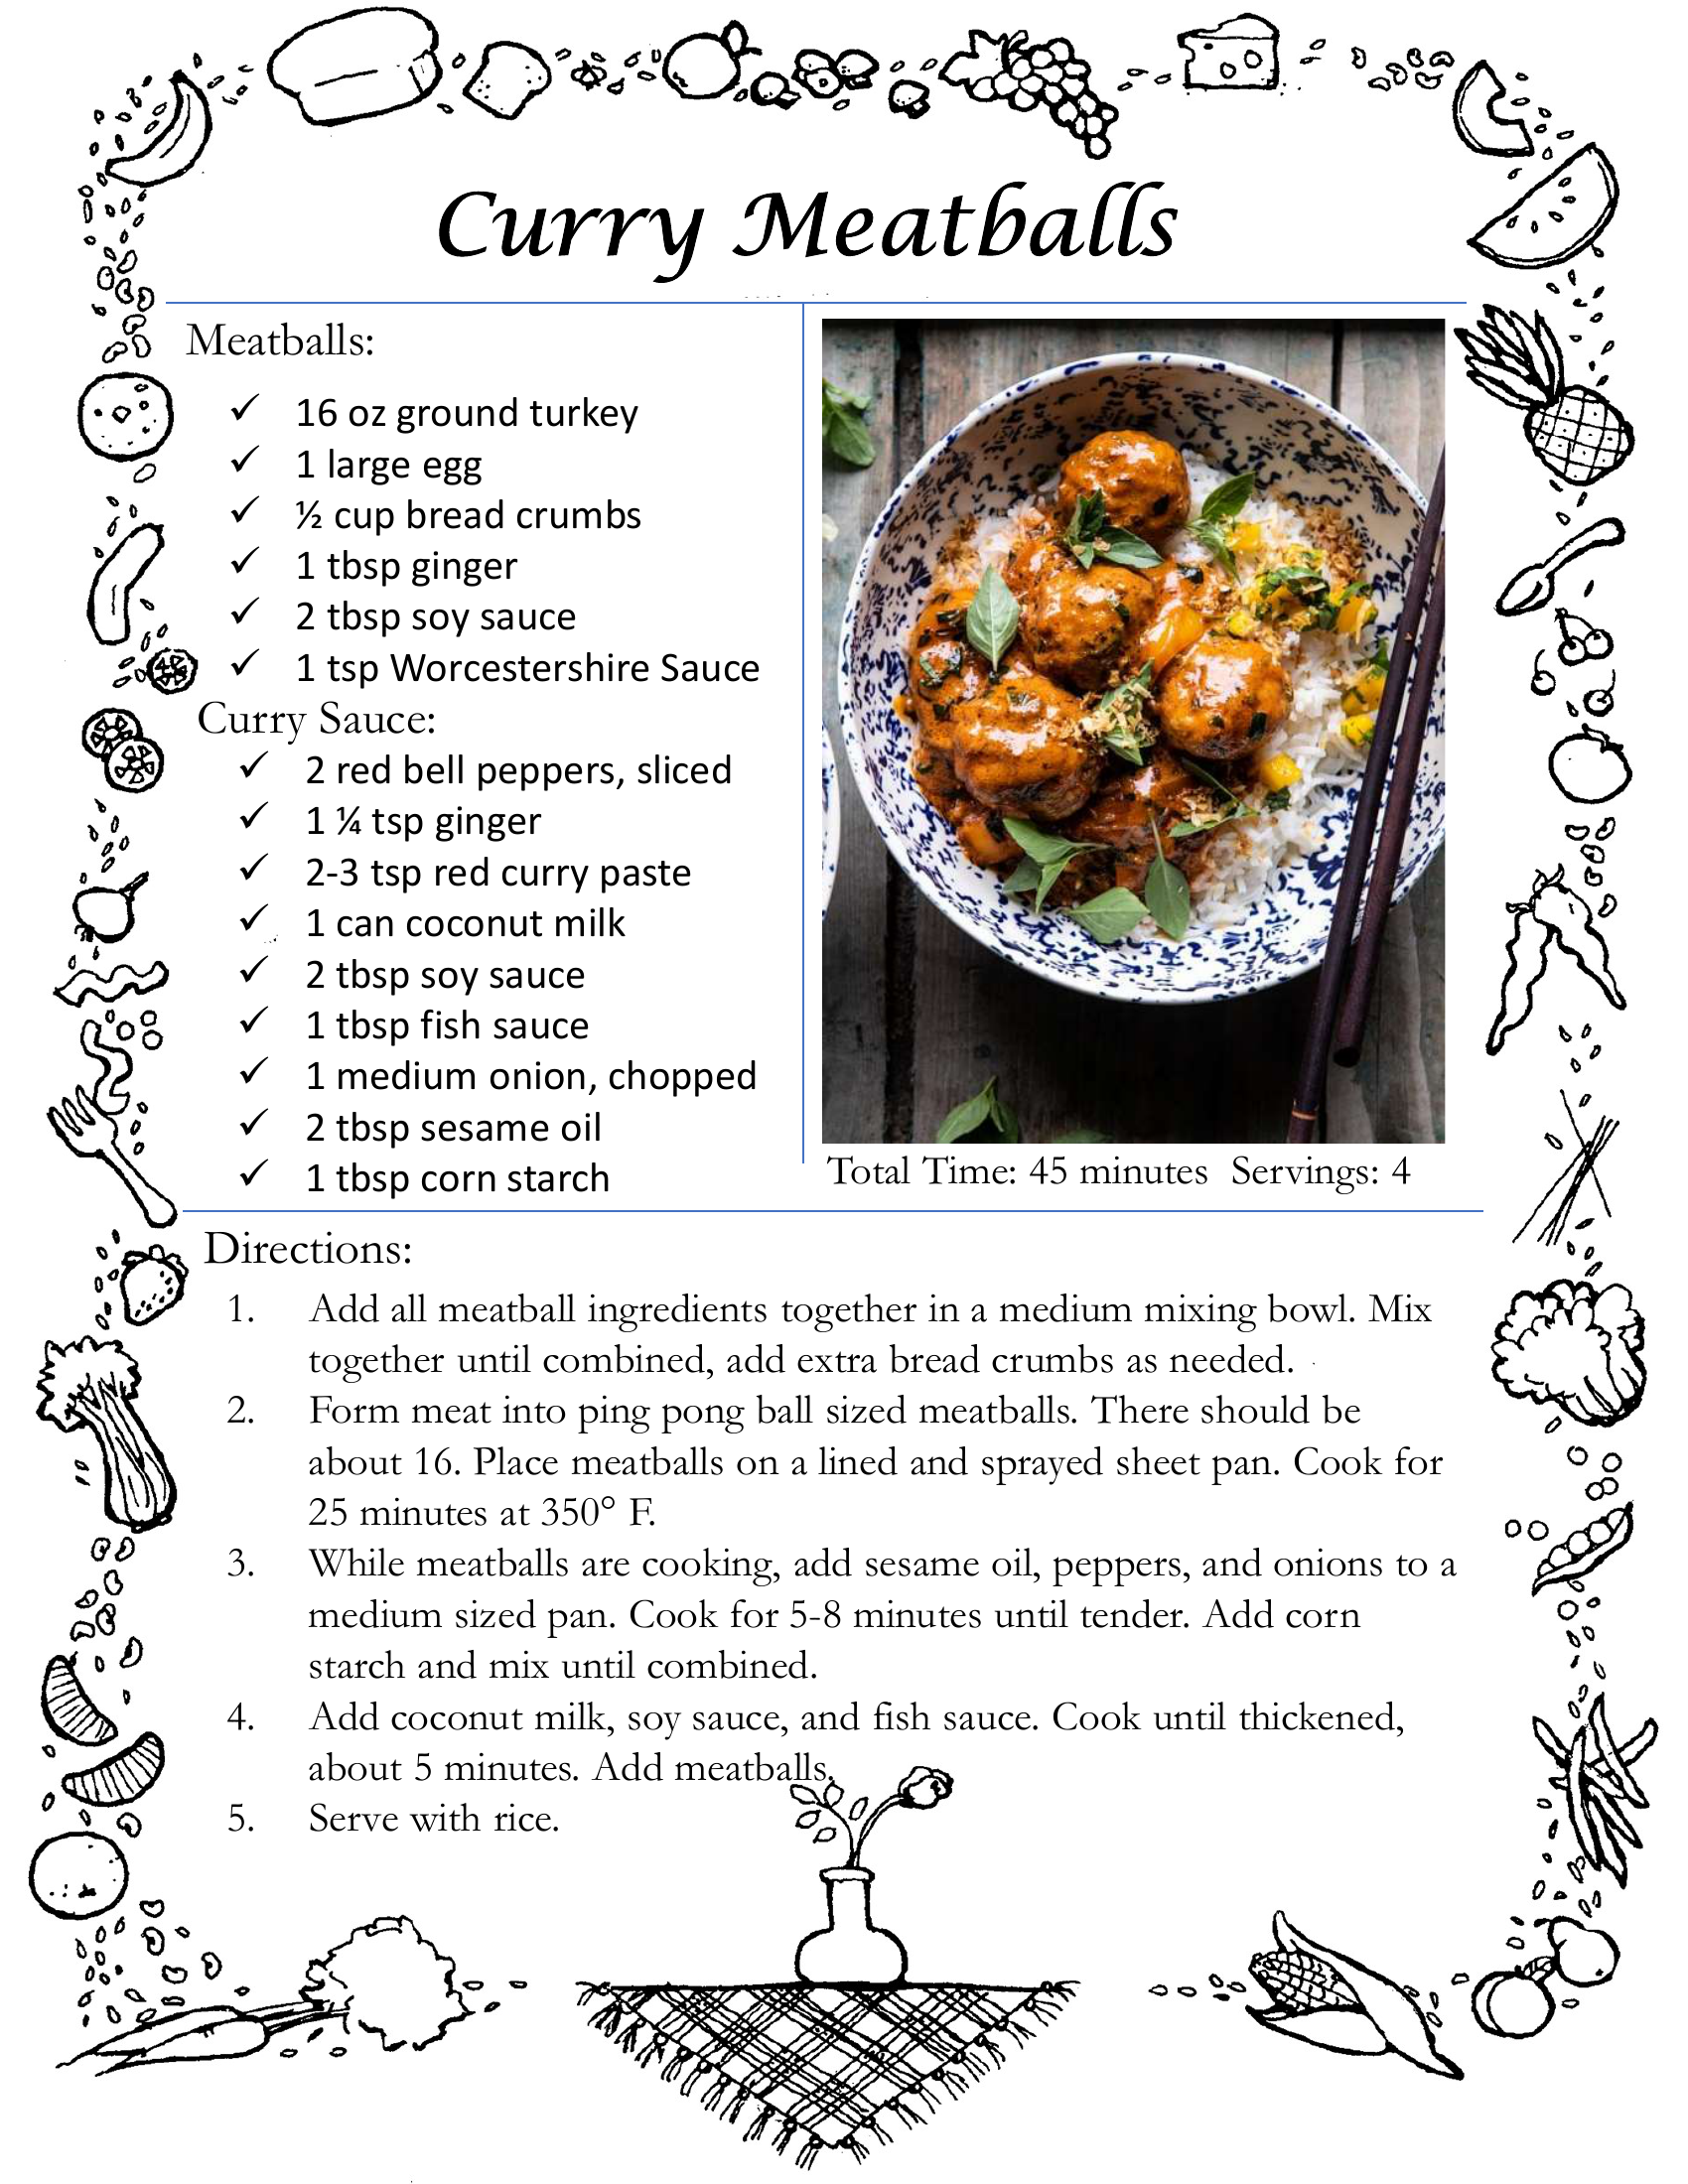 Curry Meatballs
Meatballs:
✓ 16 oz ground turkey
✓ 1 large egg
✓ ½ cup bread crumbs
✓ 1 tbsp ginger
✓ 2 tbsp soy sauce
✓ 1 tsp Worcestershire Sauce
Curry Sauce:
✓ 2 red bell peppers, sliced
✓ 1 ¼ tsp ginger
✓ 2-3 tsp red curry paste
✓ 1 can coconut milk
✓ 2 tbsp soy sauce
✓ 1 tbsp fish sauce
✓ 1 medium onion, chopped
✓ 2 tbsp sesame oil
✓ 1 tbsp corn starch
Total Time: 45 minutes Servings: 4
Directions:
1. Add all meatball ingredients together in a medium mixing bowl. Mix
together until combined, add extra bread crumbs as needed.
2. Form meat into ping pong ball sized meatballs. There should be
about 16. Place meatballs on a lined and sprayed sheet pan. Cook for
25 minutes at 350° F.
3. While meatballs are cooking, add sesame oil, peppers, and onions to a
medium sized pan. Cook for 5-8 minutes until tender. Add corn
starch and mix until combined.
4. Add coconut milk, soy sauce, and fish sauce. Cook until thickened,
about 5 minutes. Add meatballs.
5. Serve with rice.